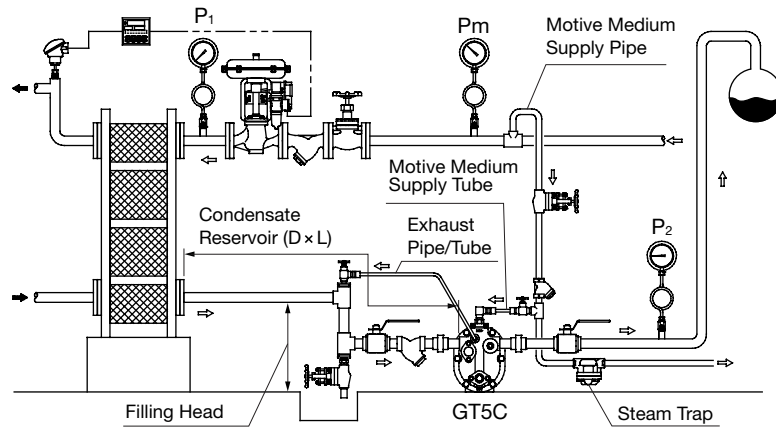 P₁
Pm
Motive Medium
Supply Pipe
Motive Medium
Supply Tube
Condensate
Reservoir (D × L)
Exhaust
Pipe/Tube
P₂
Filling Head
GT5C
Steam Trap